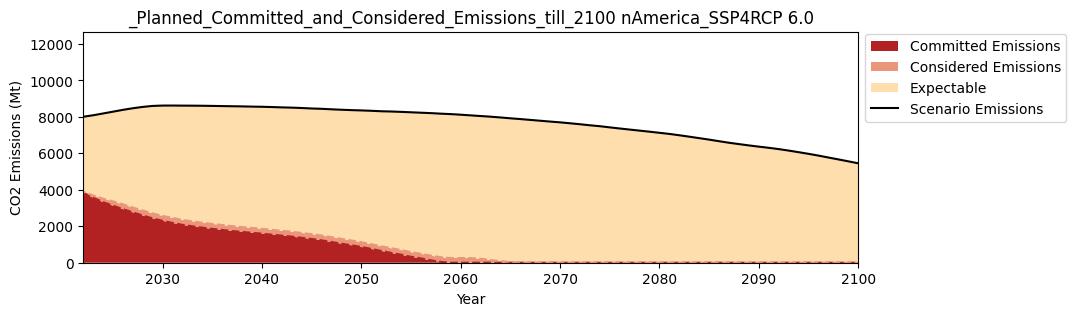 _Planned_Committed_and_Considered_Emissions_till_2100 nAmerica_SSP4RCP 6.0
12000
10000
8000
6000
4000
2000
0
CO2 Emissions (Mt)
2030 2040 2050 2060 2070 2080 2090 2100
Year
Committed Emissions
Considered Emissions
Expectable
Scenario Emissions